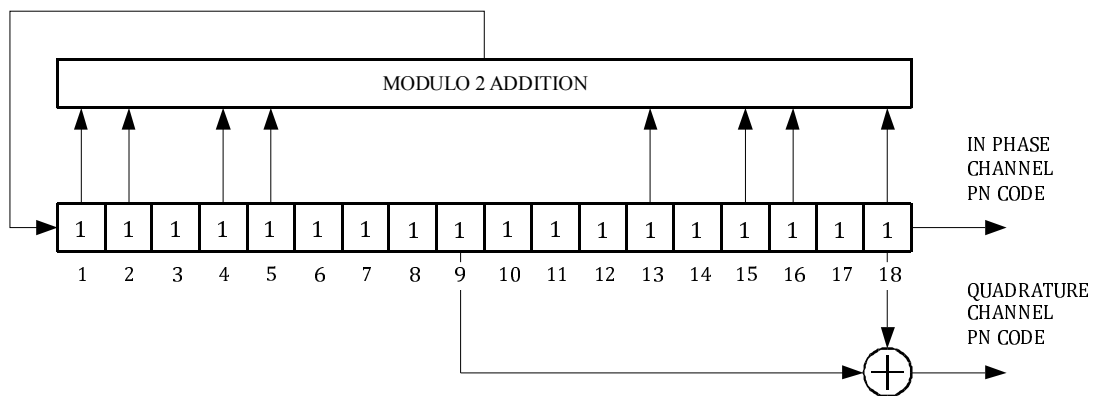 MODULO 2 ADDITION
IN PHASE
CHANNEL
PN CODE
1 1 1 1 1 1 1 1 1 1 1 1 1 1 1 1 1 1
1 2 3 4 5 6 7 8 9 10 11 12 13 14 15 16 17 18
QUADRATURE
CHANNEL
PN CODE